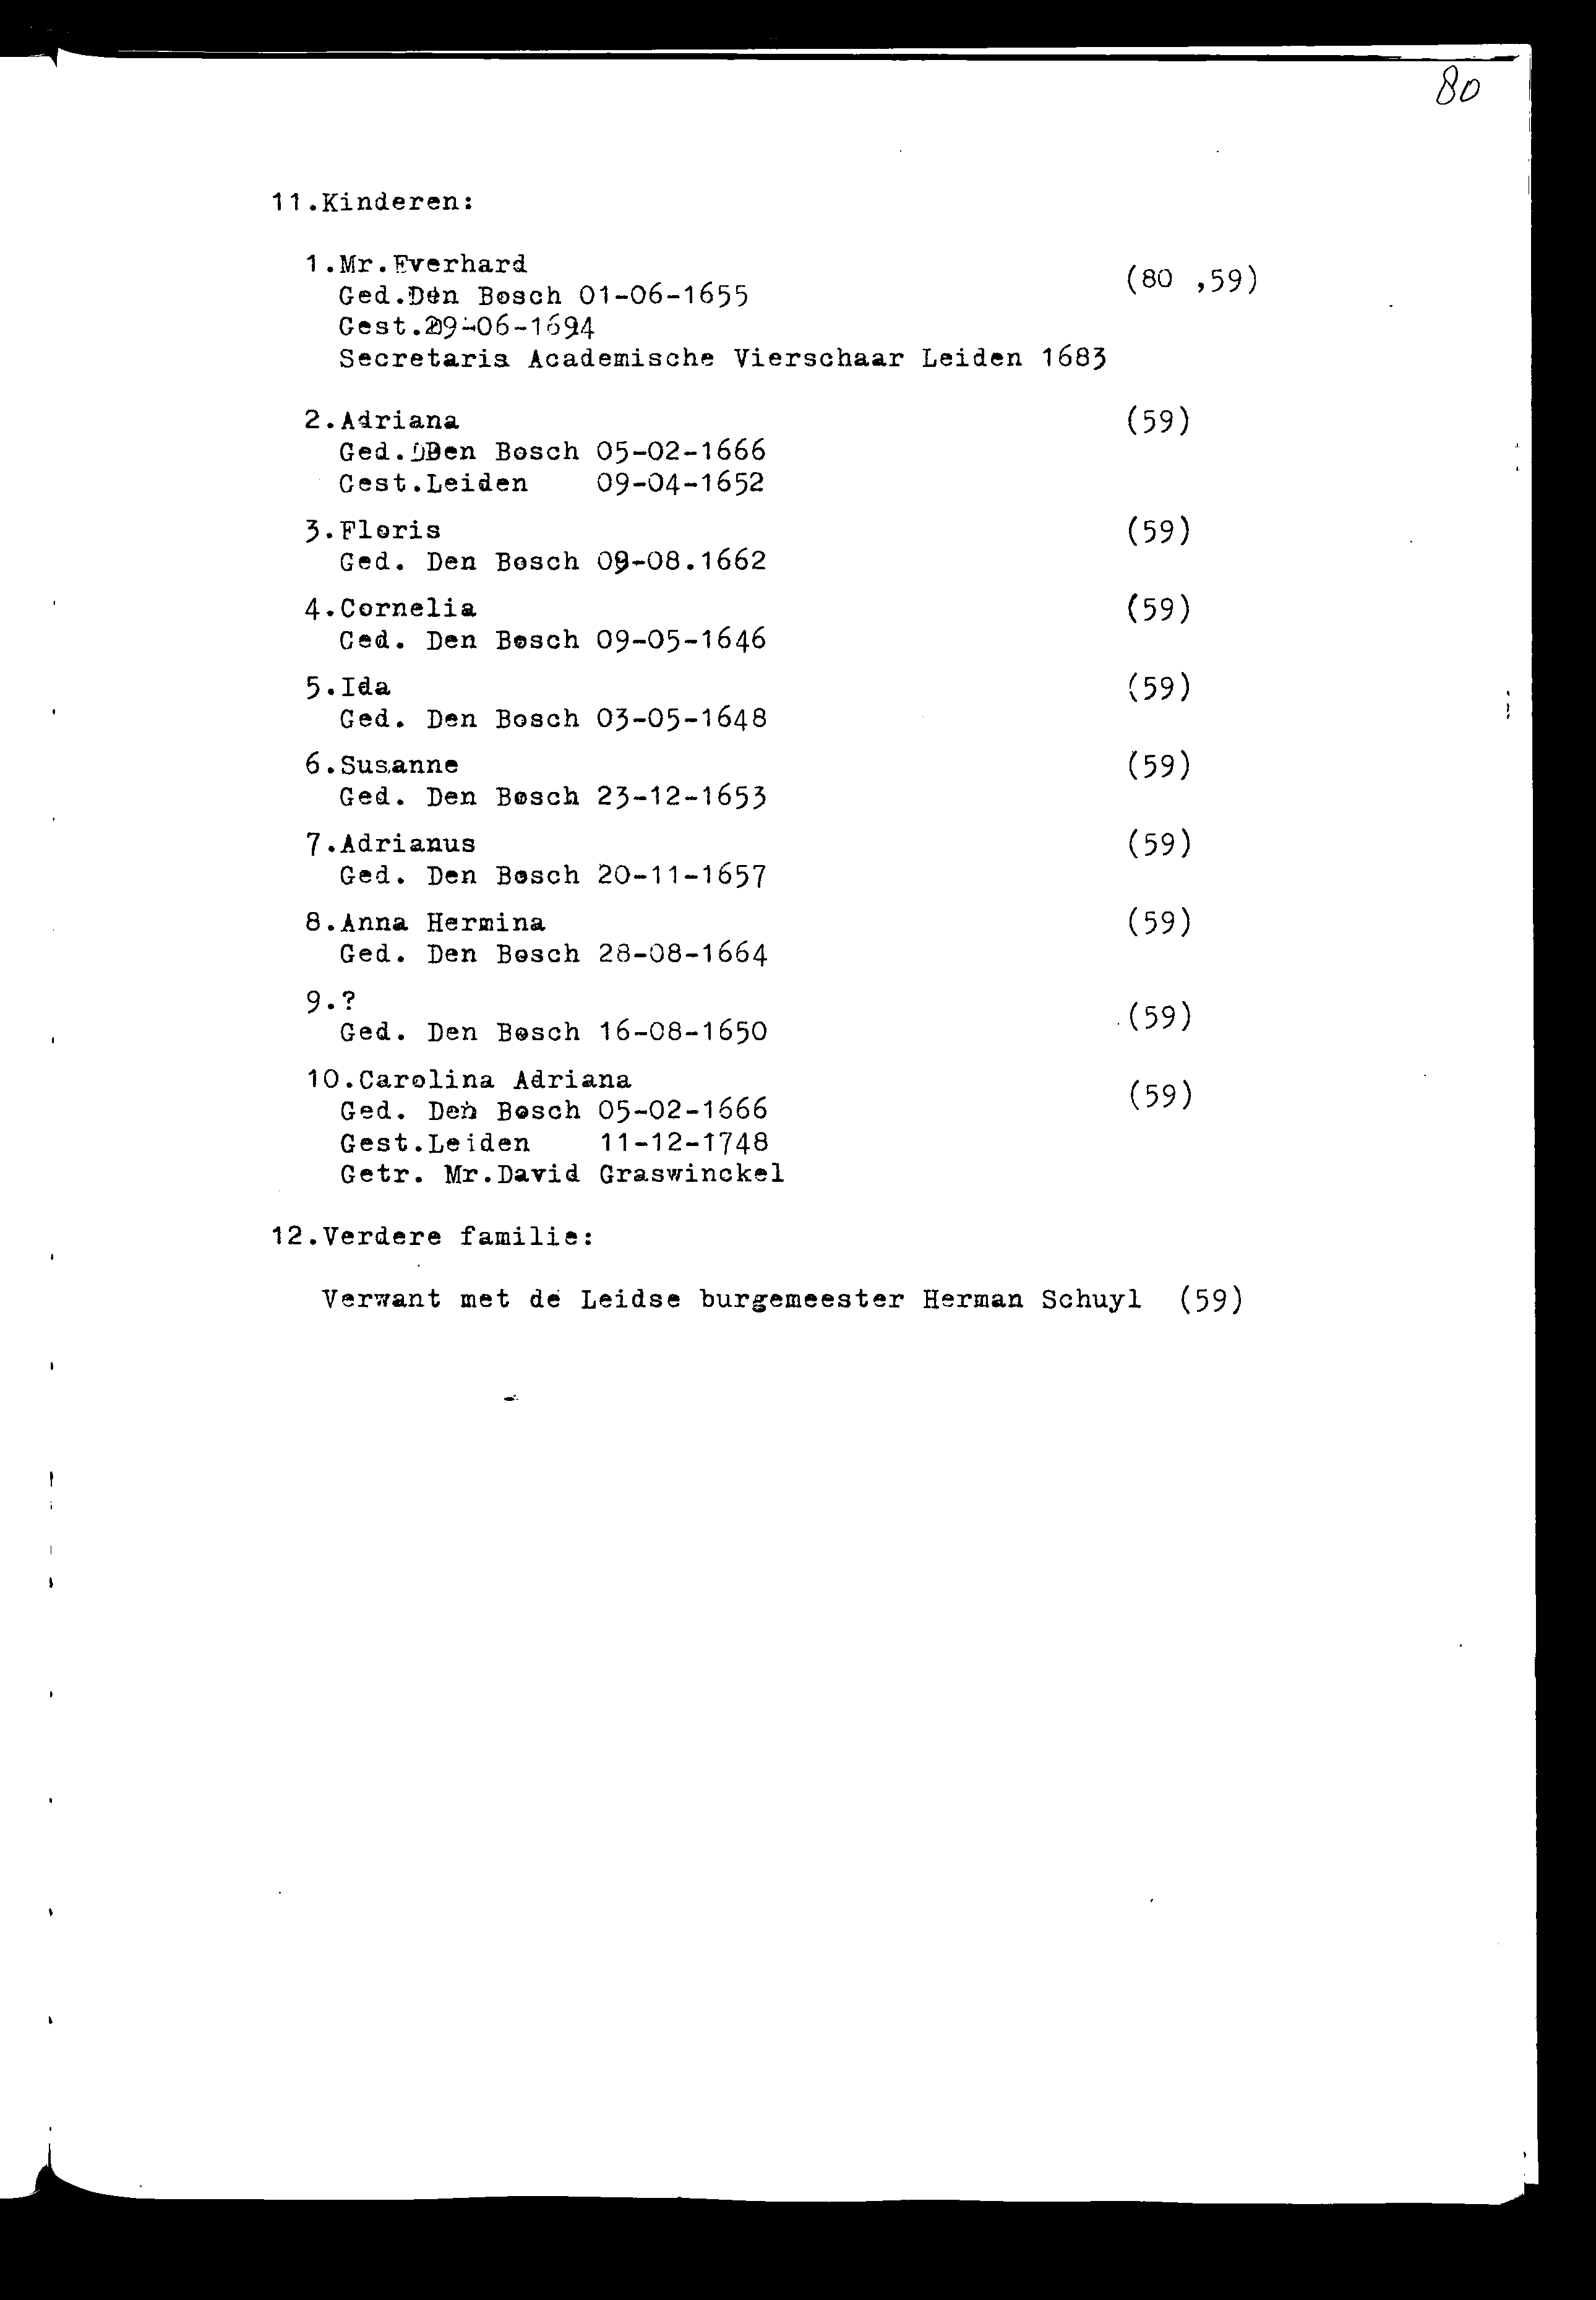 80
11.Kinderen:
1.Mr.Everhard (80 ,59)
Ged.Den Bosch 01-06-1655
Gest.29-06-1694
Secretaris Academische Vierschaar Leiden 1683
2.Adriana (59)
Ged.DDen Bosch 05-02-1666
Gest.Leiden 09-04-1652
3.Floris (59)
Ged. Den Bosch 09-08.1662
4.Cornelia (59)
Ged. Den Bosch 09-05-1646
5.Ida (59)
Ged. Den Bosch 03-05-1648
6.Susanne (59)
Ged. Den Bosch 23-12-1653
7.Adrianus (59)
Ged. Den Bosch 20-11-1657
8.Anna Hermina (59)
Ged. Den Bosch 28-08-1664
9.? (59)
Ged. Den Bosch 16-08-1650
10.Carolina Adriana (59)
Ged. Den Bosch 05-02-1666
Gest.Leiden 11-12-1748
Getr. Mr.David Graswinckel
12.Verdere familie:
Verwant met de Leidse burgemeester Herman Schuyl (59)